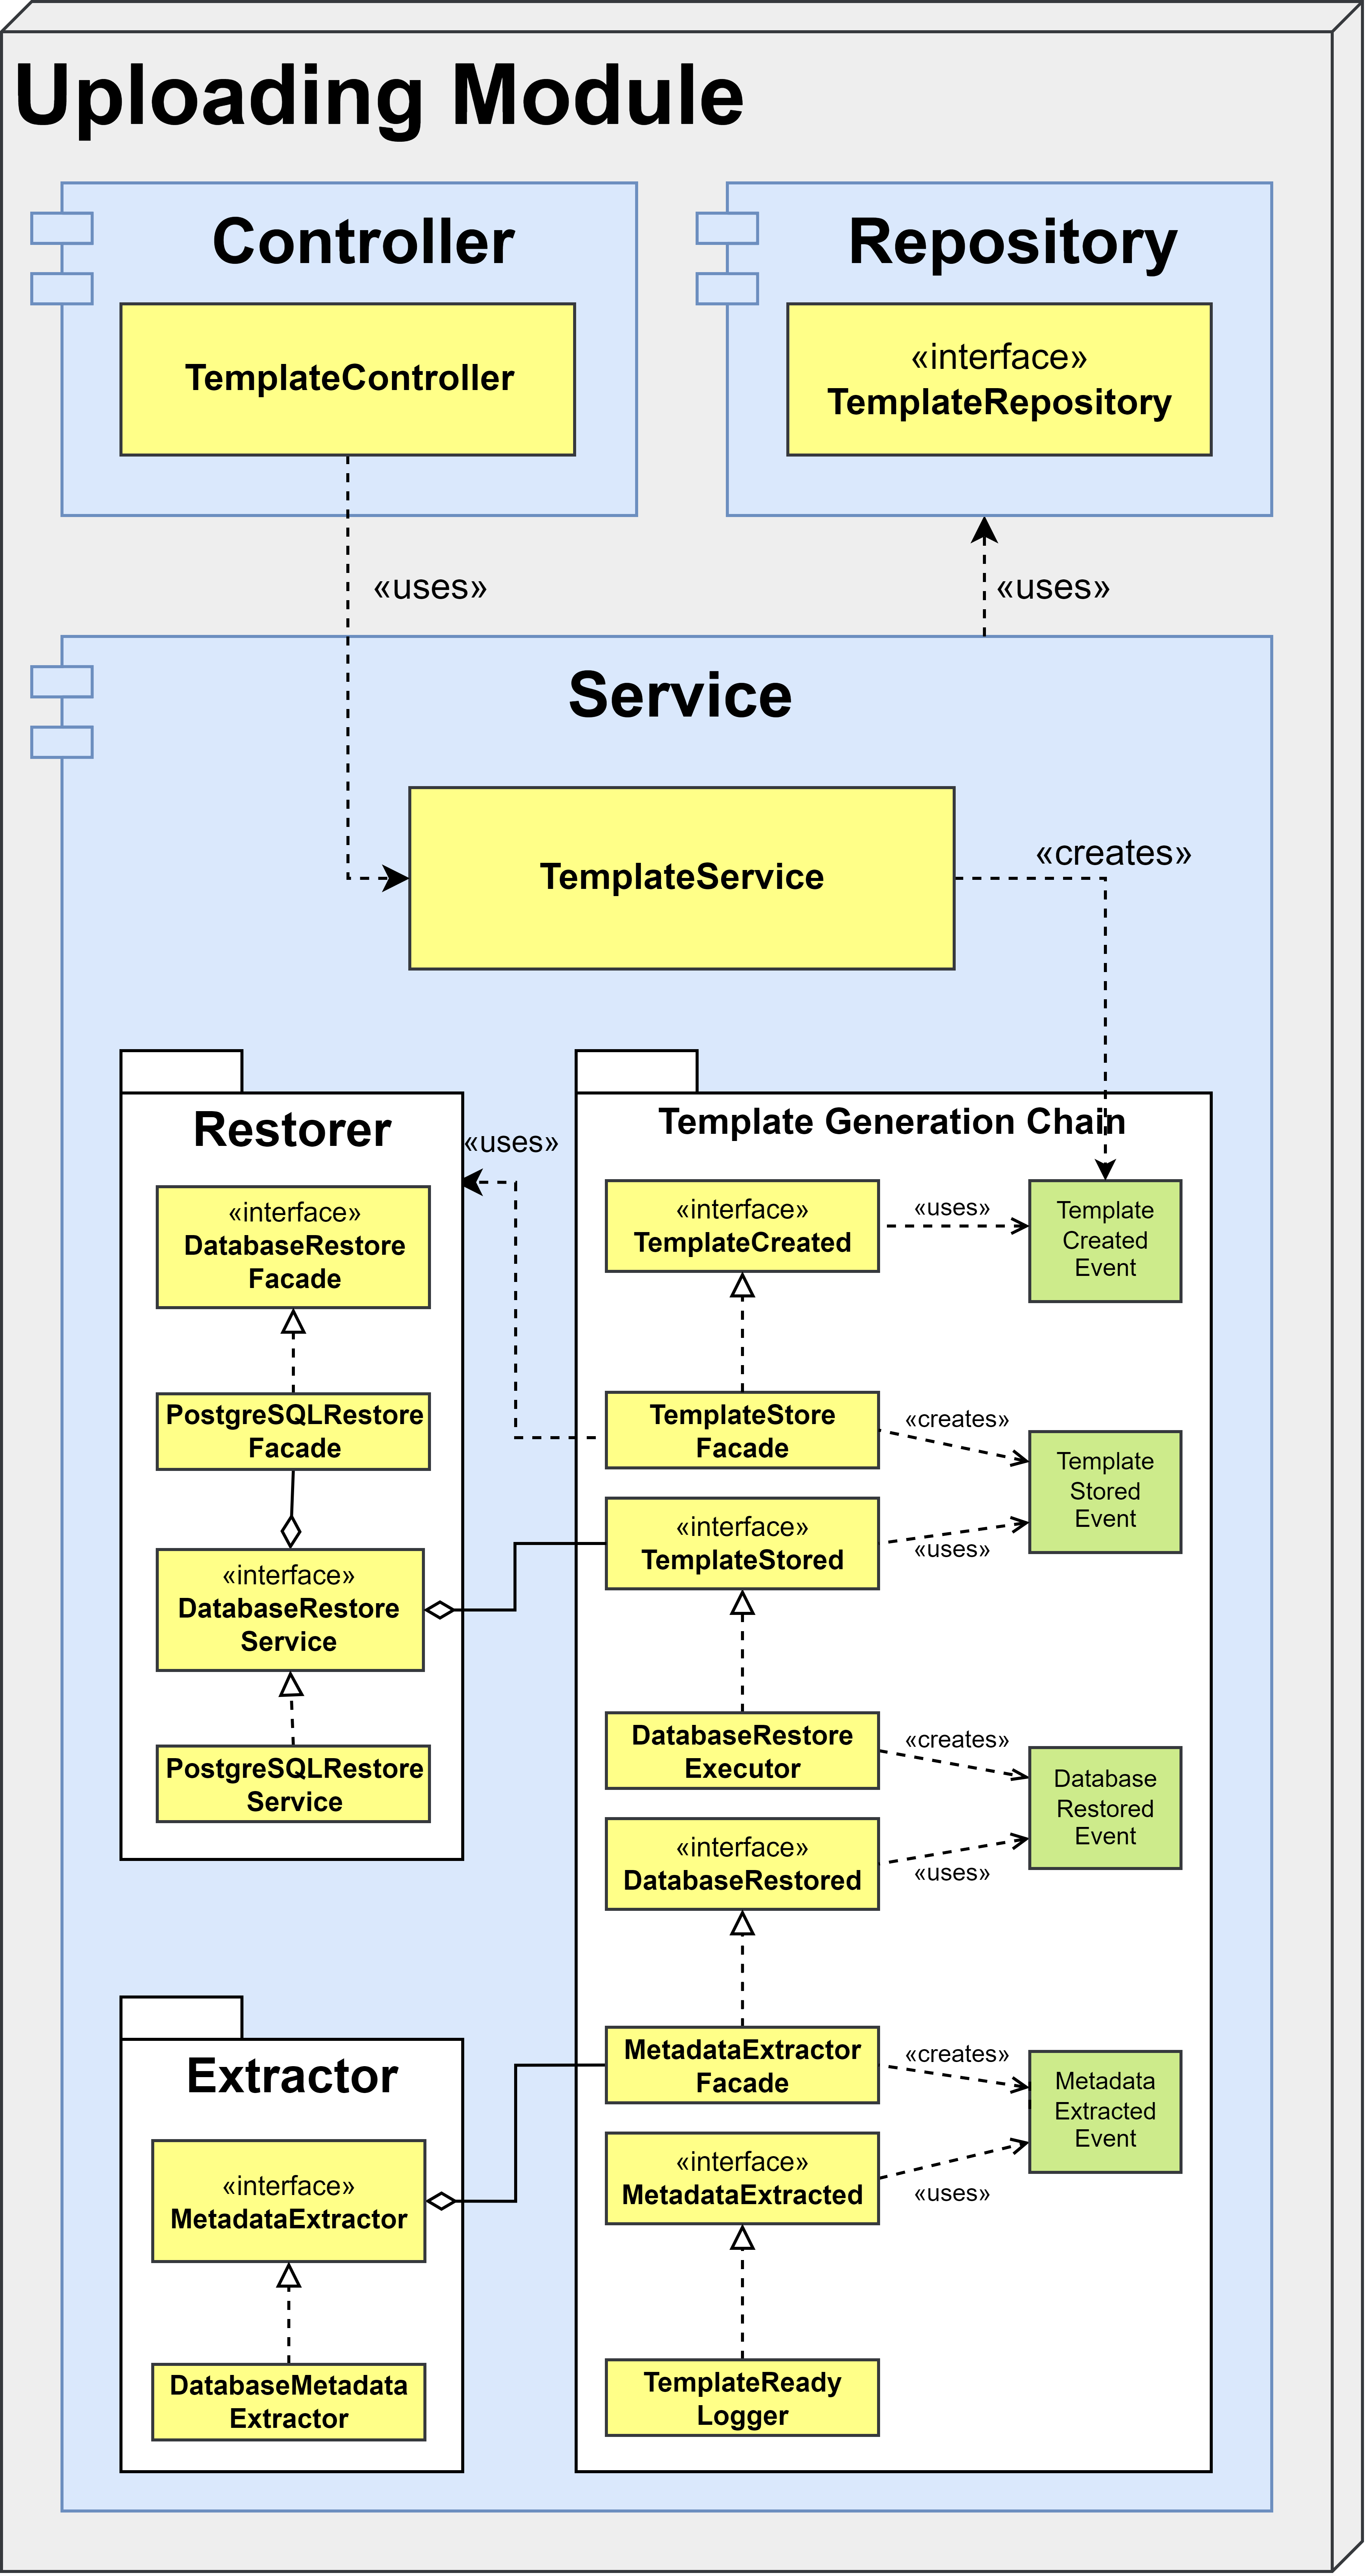 Uploading Module
Controller
TemplateController
Repository
«interface»
TemplateRepository
«uses»
«uses»
Service
TemplateService
«creates»
Restorer
«interface»
DatabaseRestore
Facade
PostgreSQLRestore
Facade
«interface»
DatabaseRestore
Service
PostgreSQLRestore
Service
«uses»
Template Generation Chain
«interface»
TemplateCreated
«uses»
Template
Created
Event
TemplateStore
Facade
«creates»
Template
Stored
Event
«interface»
TemplateStored
«uses»
DatabaseRestore
Executor
«creates»
Database
Restored
Event
«interface»
DatabaseRestored
«uses»
Extractor
«interface»
MetadataExtractor
DatabaseMetadata
Extractor
MetadataExtractor
Facade
«creates»
Metadata
Extracted
Event
«interface»
MetadataExtracted
«uses»
TemplateReady
Logger